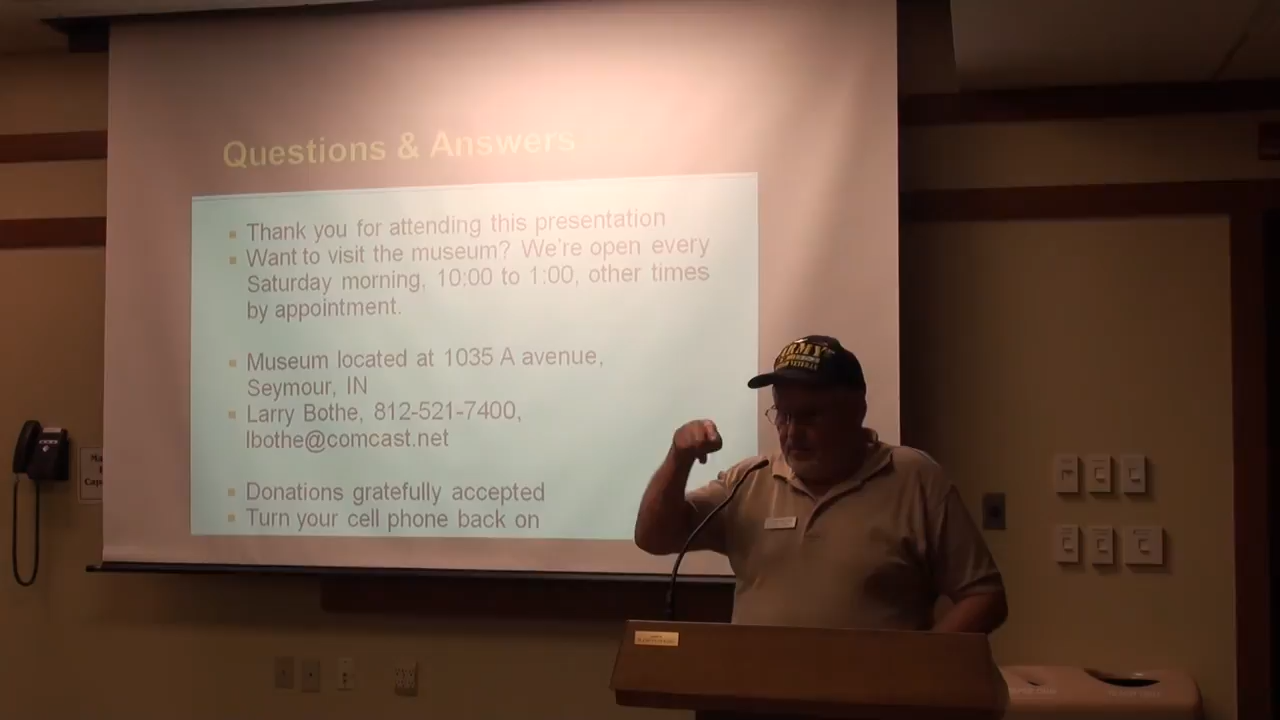 Questions & Answers
Thank you for attending this presentation
Want to visit the museum? We're open every
Saturday morning, 10:00 to 1:00, other times
by appointment.
Museum located at 1035 A avenue,
Seymour, IN
Larry Bothe, 812-521-7400,
lbothe@comcast.net
Donations gratefully accepted
Turn your cell phone back on
ARMY
VETERAN